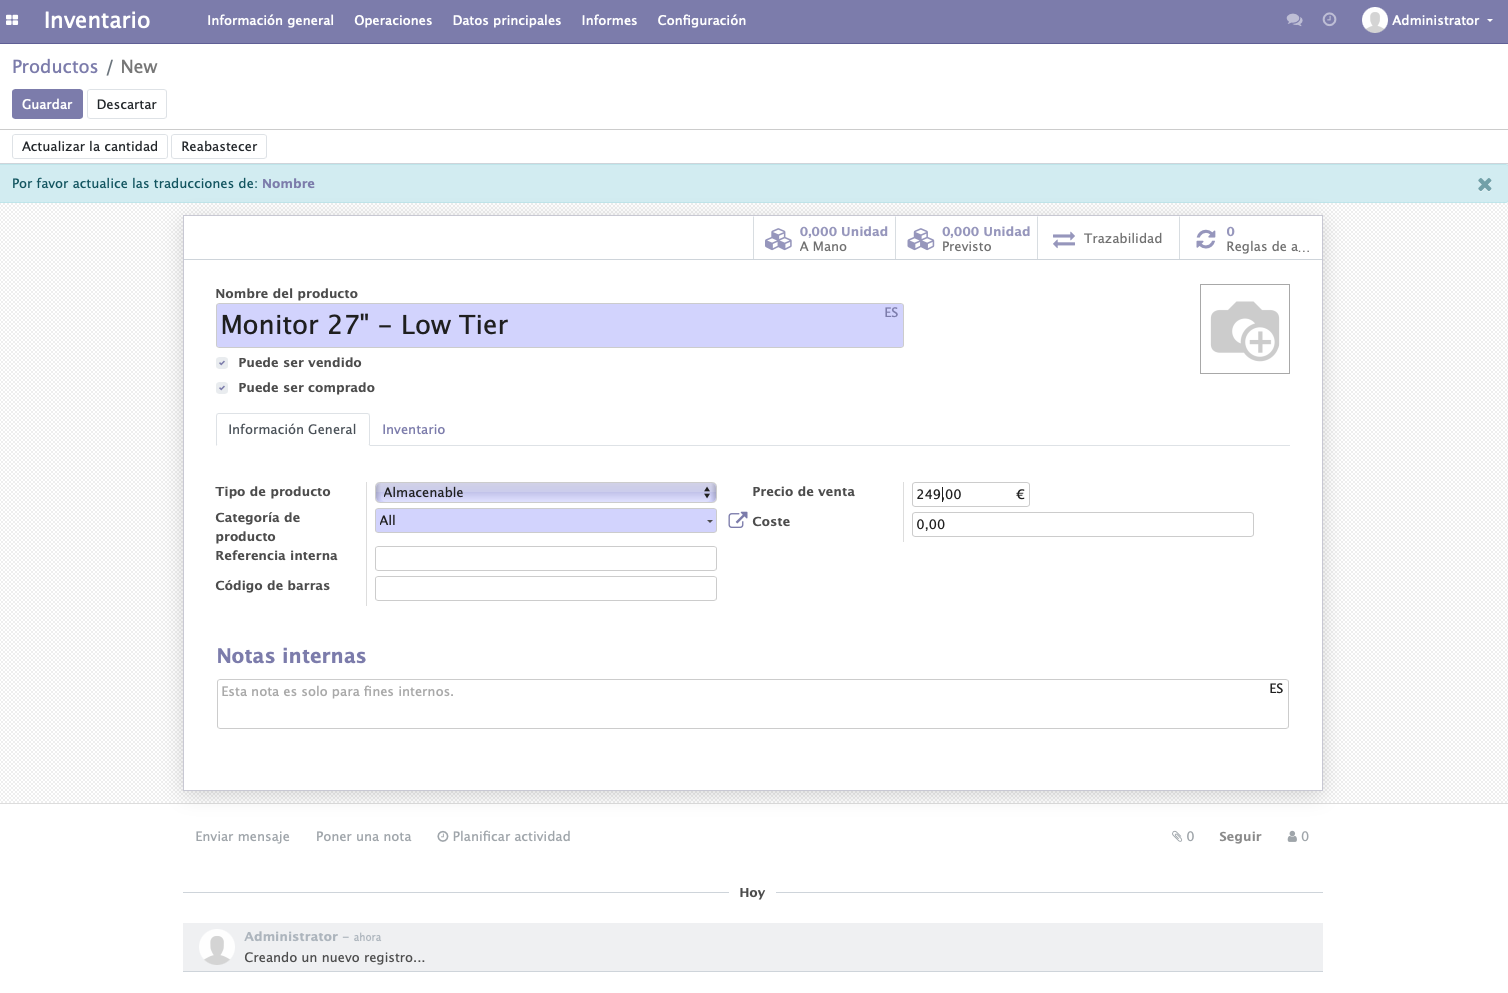 Inventario
Información general Operaciones Datos principales Informes Configuración
Administrator
Productos / New
Guardar Descartar
Actualizar la cantidad Reabastecer
Por favor actualice las traducciones de: Nombre
0,000 Unidad
A Mano
0,000 Unidad
Previsto
Trazabilidad
0
Reglas de a...
Nombre del producto
Monitor 27" - Low Tier ES
Puede ser vendido
Puede ser comprado
Información General Inventario
Tipo de producto Almacenable
Categoría de
producto All
Referencia interna
Código de barras
Precio de venta 249,00 €
Coste 0,00
Notas internas
Esta nota es solo para fines internos. ES
Enviar mensaje Poner una nota Planificar actividad 0 Seguir 0
Hoy
Administrator - ahora
Creando un nuevo registro...